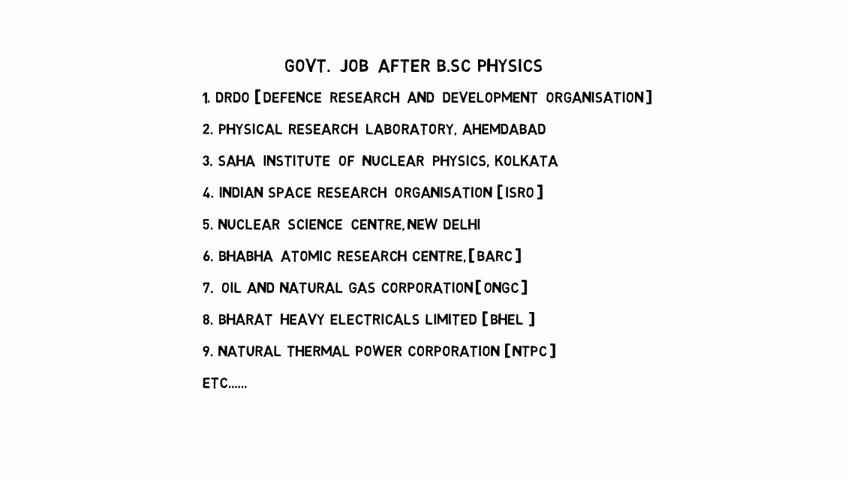 GOVT. JOB AFTER B.SC PHYSICS
1. DRDO [DEFENCE RESEARCH AND DEVELOPMENT ORGANISATION]
2. PHYSICAL RESEARCH LABORATORY, AHEMDABAD
3. SAHA INSTITUTE OF NUCLEAR PHYSICS, KOLKATA
4. INDIAN SPACE RESEARCH ORGANISATION [ISRO]
5. NUCLEAR SCIENCE CENTRE, NEW DELHI
6. BHABHA ATOMIC RESEARCH CENTRE, [BARC]
7. OIL AND NATURAL GAS CORPORATION [ONGC]
8. BHARAT HEAVY ELECTRICALS LIMITED [BHEL ]
9. NATURAL THERMAL POWER CORPORATION [NTPC]
ETC......